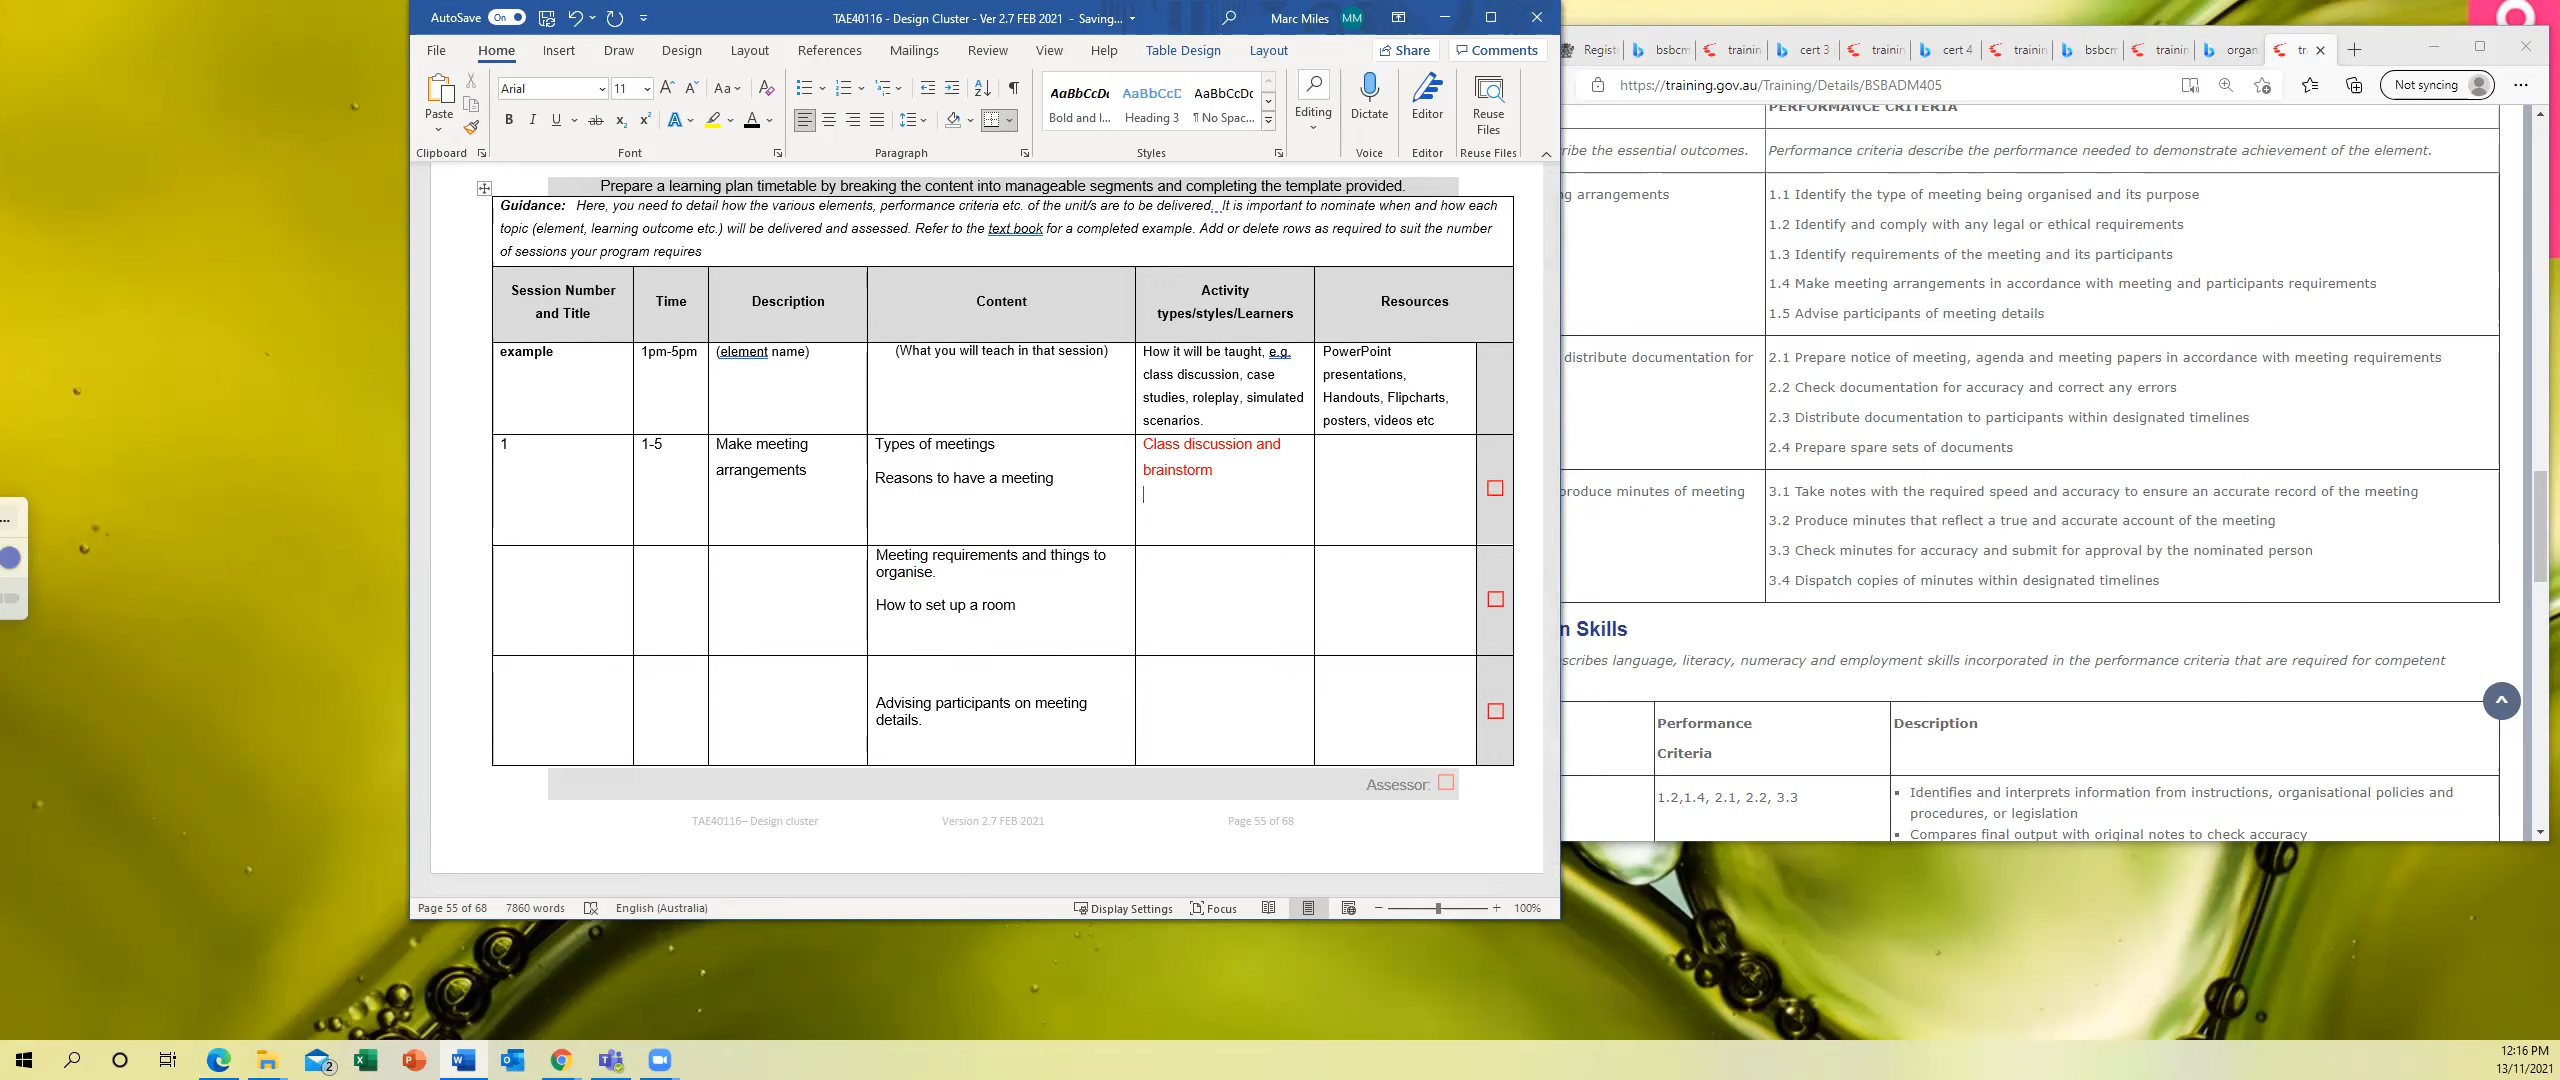 AutoSave On
TAE40116 - Design Cluster - Ver 2.7 FEB 2021 - Saving...
Marc Miles MM
File Home Insert Draw Design Layout References Mailings Review View Help Table Design Layout
Share Comments
Paste
Clipboard
Arial 11
Font
Paragraph
AaBbCcDc AaBbCcD AaBbCcDc
Bold and I... Heading 3 ¶ No Spac...
Styles
Editing
Dictate
Voice
Editor
Editor
Reuse
Files
Reuse Files
Prepare a learning plan timetable by breaking the content into manageable segments and completing the template provided.
Guidance: Here, you need to detail how the various elements, performance criteria etc. of the unit/s are to be delivered. It is important to nominate when and how each
topic (element, learning outcome etc.) will be delivered and assessed. Refer to the text book for a completed example. Add or delete rows as required to suit the number
of sessions your program requires
Session Number
and Title
Time
Description
Content
Activity
types/styles/Learners
Resources
example
1pm-5pm
(element name)
(What you will teach in that session)
How it will be taught, e.g.
class discussion, case
studies, roleplay, simulated
scenarios.
PowerPoint
presentations,
Handouts, Flipcharts,
posters, videos etc
1
1-5
Make meeting
arrangements
Types of meetings
Reasons to have a meeting
Class discussion and
brainstorm
Meeting requirements and things to
organise.
How to set up a room
Advising participants on meeting
details.
Assessor:
TAE40116– Design cluster Version 2.7 FEB 2021 Page 55 of 68
Page 55 of 68 7860 words English (Australia) Display Settings Focus 100%
Regist bsbcm trainin cert 3 trainin cert 4 trainin bsbcm trainin organ tr
https://training.gov.au/Training/Details/BSBADM405
Not syncing
PERFORMANCE CRITERIA
ribe the essential outcomes.
Performance criteria describe the performance needed to demonstrate achievement of the element.
g arrangements
1.1 Identify the type of meeting being organised and its purpose
1.2 Identify and comply with any legal or ethical requirements
1.3 Identify requirements of the meeting and its participants
1.4 Make meeting arrangements in accordance with meeting and participants requirements
1.5 Advise participants of meeting details
distribute documentation for
2.1 Prepare notice of meeting, agenda and meeting papers in accordance with meeting requirements
2.2 Check documentation for accuracy and correct any errors
2.3 Distribute documentation to participants within designated timelines
2.4 Prepare spare sets of documents
produce minutes of meeting
3.1 Take notes with the required speed and accuracy to ensure an accurate record of the meeting
3.2 Produce minutes that reflect a true and accurate account of the meeting
3.3 Check minutes for accuracy and submit for approval by the nominated person
3.4 Dispatch copies of minutes within designated timelines
n Skills
scribes language, literacy, numeracy and employment skills incorporated in the performance criteria that are required for competent
Performance
Criteria
Description
1.2,1.4, 2.1, 2.2, 3.3
Identifies and interprets information from instructions, organisational policies and
procedures, or legislation
Compares final output with original notes to check accuracy
2
12:16 PM
13/11/2021